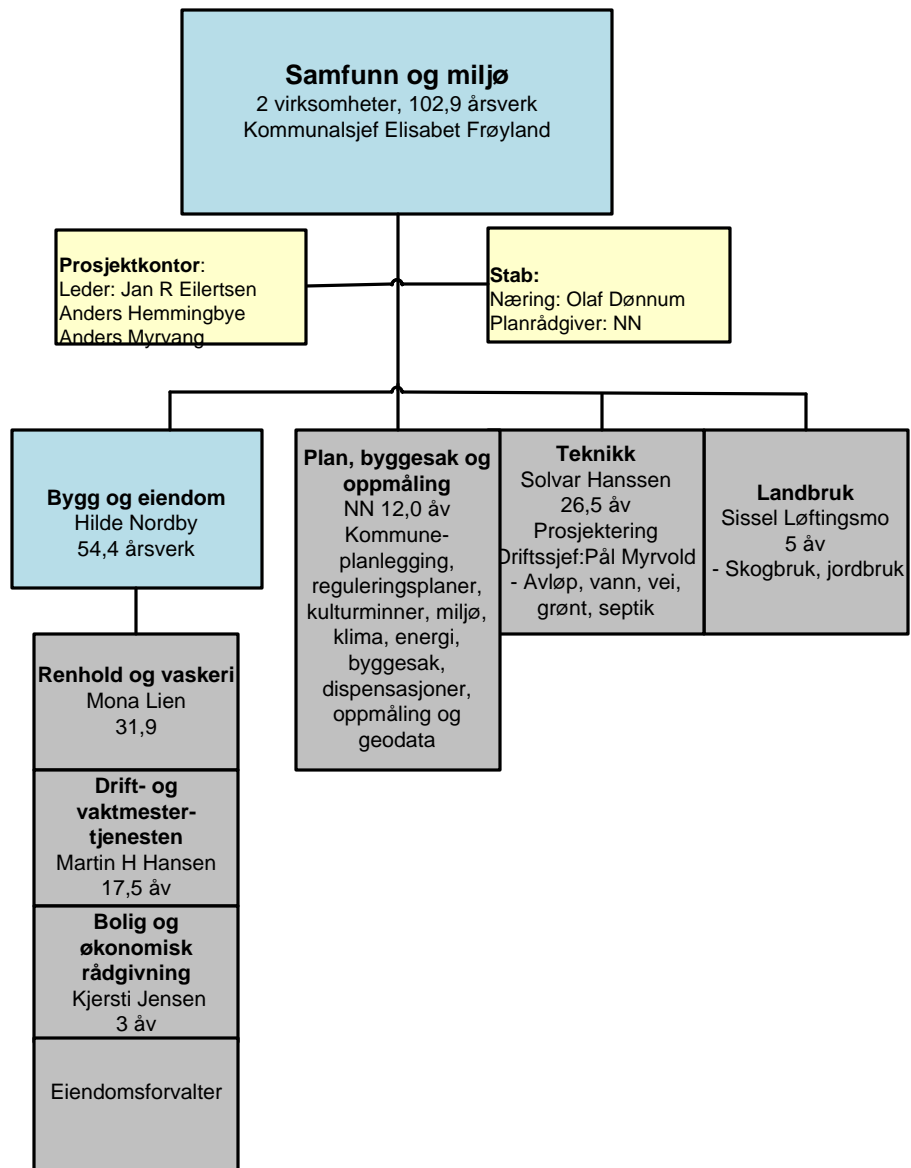 Samfunn og miljø
2 virksomheter, 102,9 årsverk
Kommunalsjef Elisabet Frøyland
Prosjektkontor:
Leder: Jan R Eilertsen
Anders Hemmingbye
Anders Myrvang
Stab:
Næring: Olaf Dønnum
Planrådgiver: NN
Bygg og eiendom
Hilde Nordby
54,4 årsverk
Plan, byggesak og
oppmåling
NN 12,0 åv
Kommune-
planlegging,
reguleringsplaner,
kulturminner, miljø,
klima, energi,
byggesak,
dispensasjoner,
oppmåling og
geodata
Teknikk
Solvar Hanssen
26,5 åv
Prosjektering
Driftssjef:Pål Myrvold
- Avløp, vann, vei,
grønt, septik
Landbruk
Sissel Løftingsmo
5 åv
- Skogbruk, jordbruk
Renhold og vaskeri
Mona Lien
31,9
Drift- og
vaktmester-
tjenesten
Martin H Hansen
17,5 åv
Bolig og
økonomisk
rådgivning
Kjersti Jensen
3 åv
Eiendomsforvalter